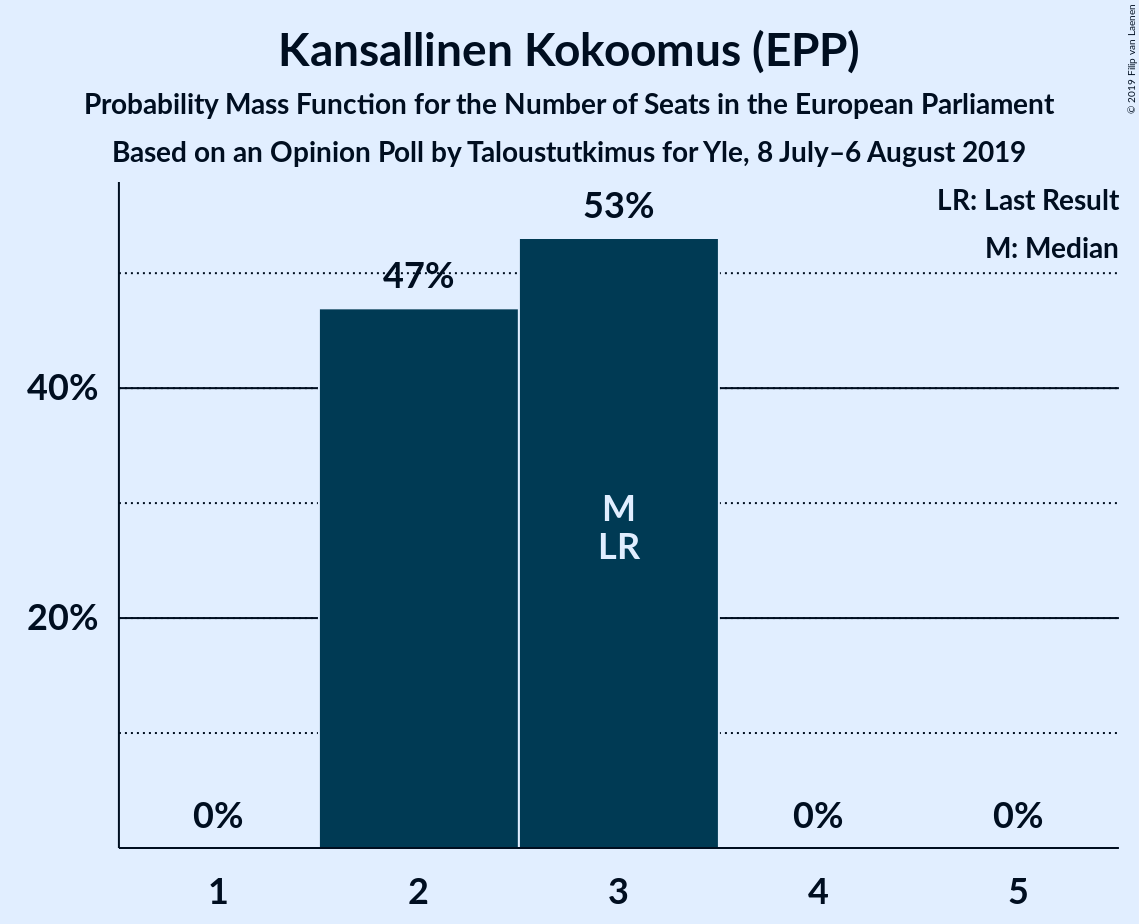 Kansallinen Kokoomus (EPP)
Probability Mass Function for the Number of Seats in the European Parliament
Based on an Opinion Poll by Taloustutkimus for Yle, 8 July–6 August 2019
© 2019 Filip van Laenen
LR: Last Result
M: Median
53%
47%
40%
M
LR
20%
0%
0%
0%
1
2
3
4
5